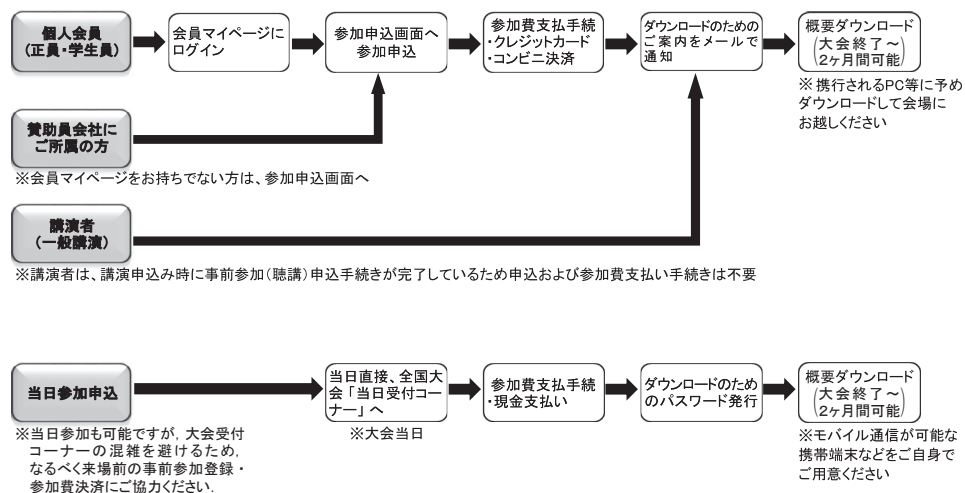 個人会員
(正員・学生員)
会員マイページに
ログイン
参加申込画面へ
参加申込
参加費支払手続
・クレジットカード
・コンビニ決済
ダウンロードのための
ご案内をメールで
通知
概要ダウンロード
(大会終了～
2ヶ月間可能)
※携行されるPC等に予め
ダウンロードして会場に
お越しください
賛助員会社に
ご所属の方
※会員マイページをお持ちでない方は、参加申込画面へ
講演者
(一般講演)
※講演者は、講演申込み時に事前参加(聴講)申込手続きが完了しているため申込および参加費支払い手続きは不要
当日参加申込
※当日参加も可能ですが,大会受付
コーナーの混雑を避けるため,
なるべく来場前の事前参加登録・
参加費決済にご協力ください.
当日直接、全国大
会「当日受付コー
ナー」へ
※大会当日
参加費支払手続
・現金支払い
ダウンロードのため
のパスワード発行
概要ダウンロード
(大会終了～
2ヶ月間可能)
※モバイル通信が可能な
携帯端末などをご自身で
ご用意ください